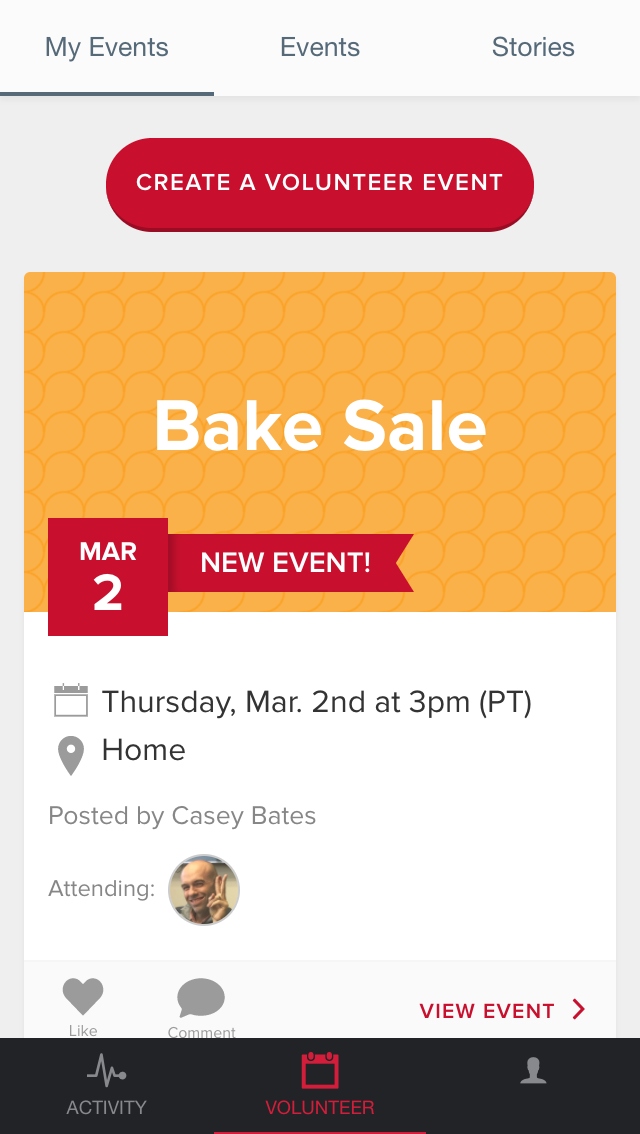 My Events
Events
Stories
CREATE A VOLUNTEER EVENT
Bake Sale
MAR
2
NEW EVENT!
Thursday, Mar. 2nd at 3pm (PT)
Home
Posted by Casey Bates
Attending:
Like
Comment
VIEW EVENT
ACTIVITY
VOLUNTEER